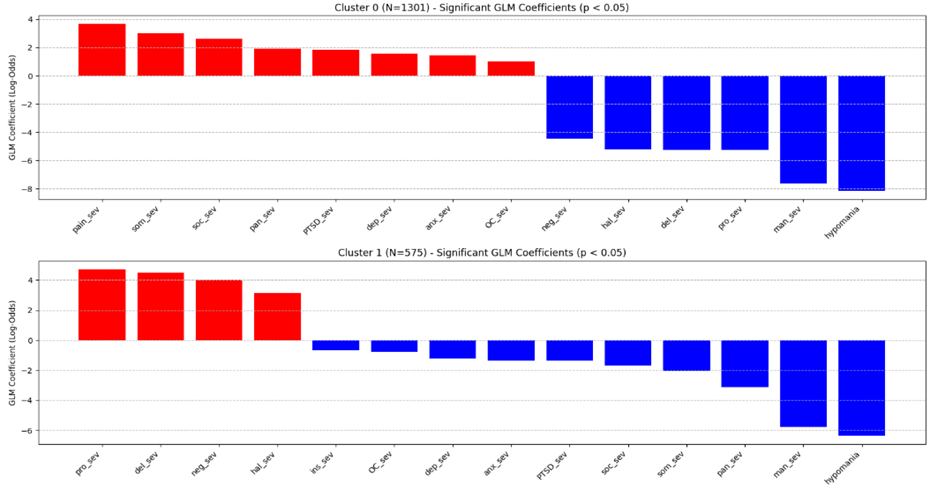 Cluster 0 (N=1301) - Significant GLM Coefficients (p < 0.05)
GLM Coefficient (Log-Odds)
4
2
0
−2
−4
−6
−8
pain_sev som_sev soc_sev pan_sev PTSD_sev dep_sev anx_sev OC_sev neg_sev hal_sev del_sev pro_sev man_sev hypomania
Cluster 1 (N=575) - Significant GLM Coefficients (p < 0.05)
GLM Coefficient (Log-Odds)
4
2
0
−2
−4
−6
pro_sev del_sev neg_sev hal_sev ins_sev OC_sev dep_sev anx_sev PTSD_sev soc_sev som_sev pan_sev man_sev hypomania